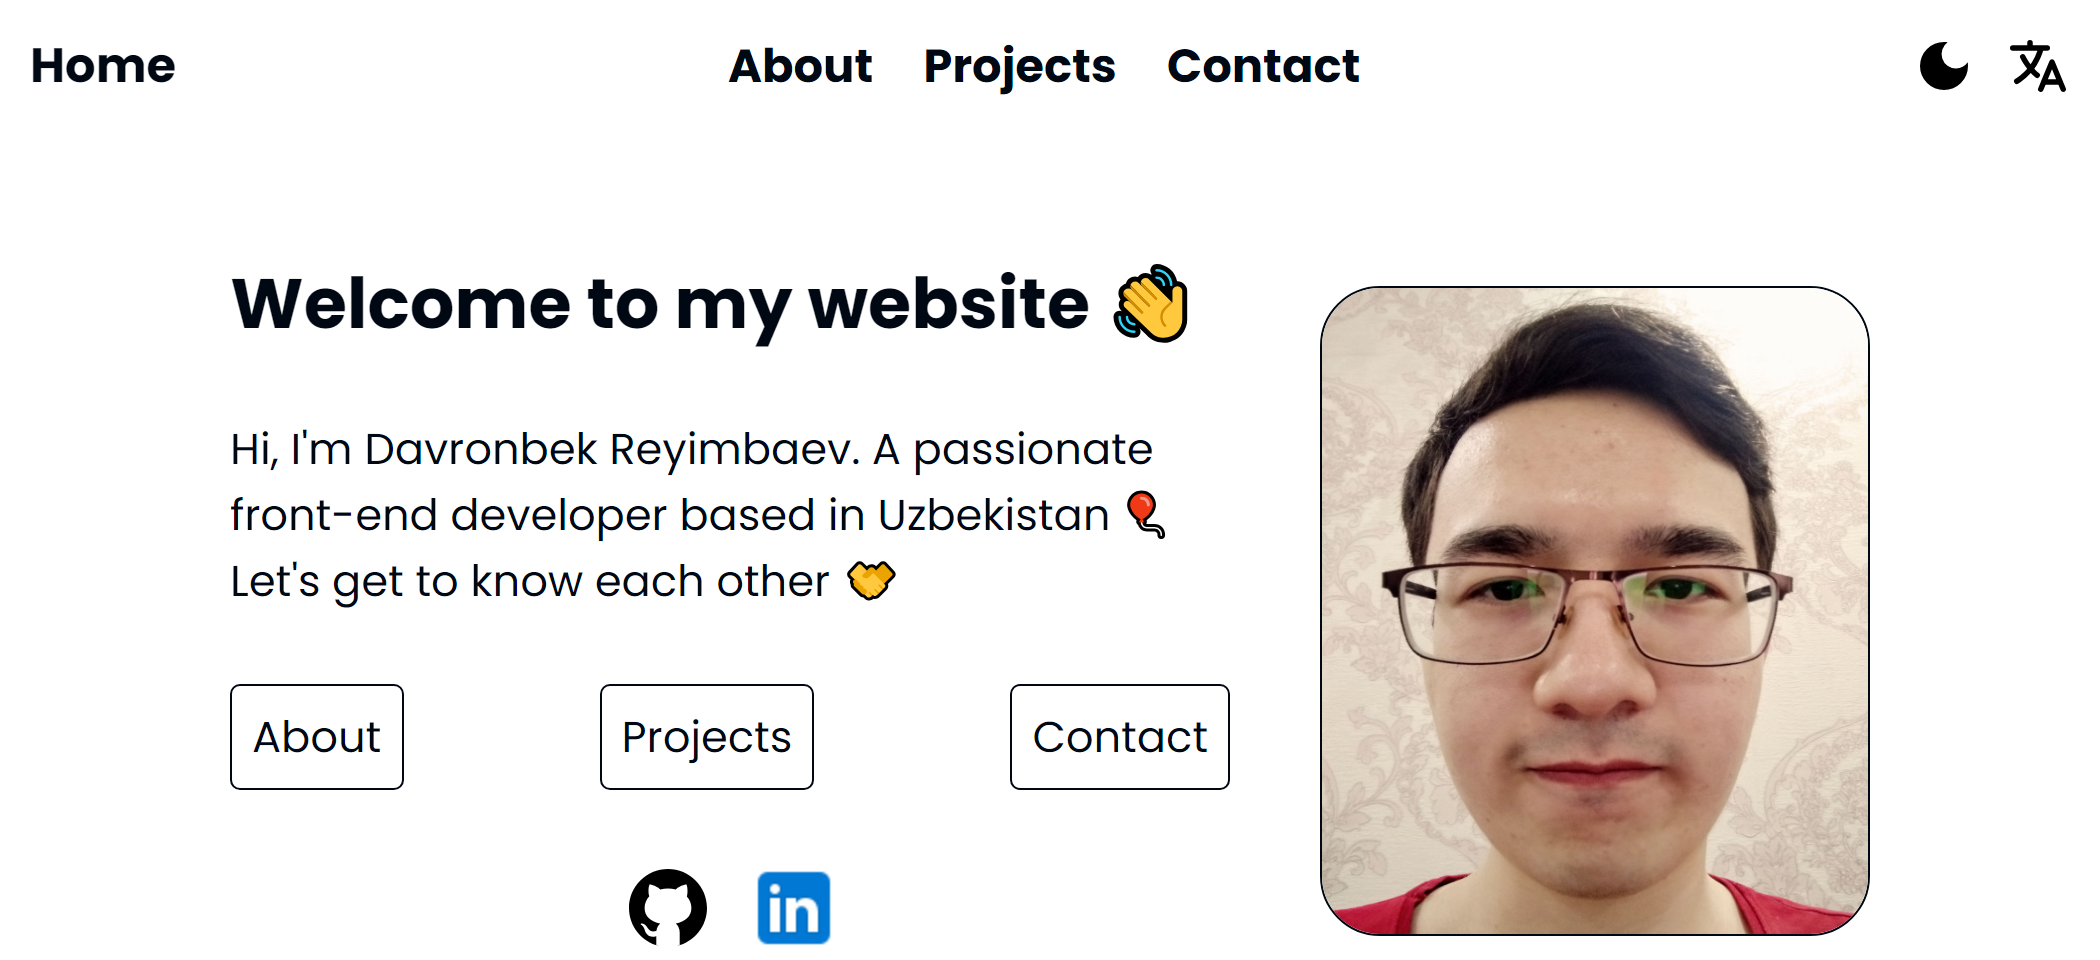 Home
About Projects Contact
Welcome to my website 👋
Hi, I'm Davronbek Reyimbaev. A passionate
front-end developer based in Uzbekistan 🎈
Let's get to know each other 🤝
About
Projects
Contact
in